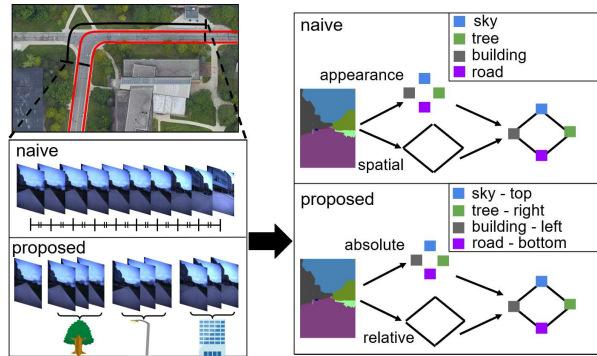 naive
proposed
naive
sky
tree
building
road
appearance
spatial
proposed
sky - top
tree - right
building - left
road - bottom
absolute
relative